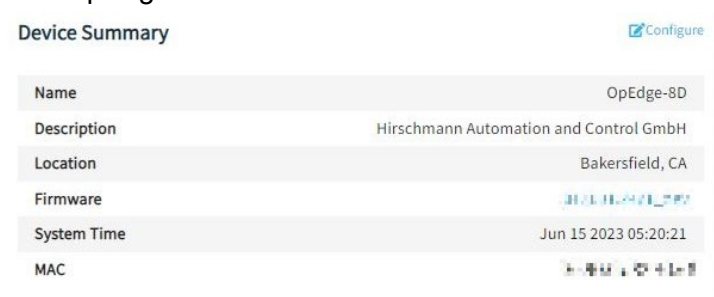 Device Summary Configure
Name OpEdge-8D
Description Hirschmann Automation and Control GmbH
Location Bakersfield, CA
Firmware
System Time Jun 15 2023 05:20:21
MAC